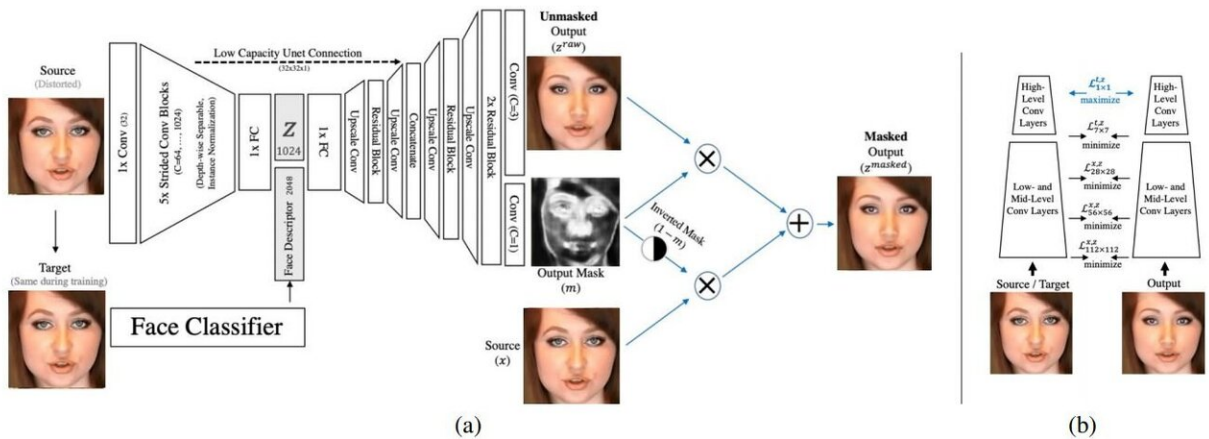 Source
(Distorted)
Target
(Same during training)
Face Classifier
1x Conv (32)
5x Strided Conv Blocks
(C=64, …, 1024)
(Depth-wise Separable,
Instance Normalization)
Low Capacity Unet Connection
(32x32x1)
1x FC
Z
1024
Face Descriptor 2048
1x FC
Upscale Conv
Residual Block
Upscale Conv
Concatenate
Upscale Conv
Residual Block
Upscale Conv
2x Residual Block
Conv (C=3)
Conv (C=1)
Unmasked
Output
(z^raw)
Output Mask
(m)
Inverted Mask
(1−m)
Source
(x)
Masked
Output
(z^masked)
(a)
High-
Level
Conv
Layers
Low- and
Mid-Level
Conv Layers
Source / Target
ℒ^t,z_1×1
maximize
ℒ^t,z_7×7
minimize
ℒ^x,z_28×28
minimize
ℒ^x,z_56×56
minimize
ℒ^x,z_112×112
minimize
High-
Level
Conv
Layers
Low- and
Mid-Level
Conv Layers
Output
(b)